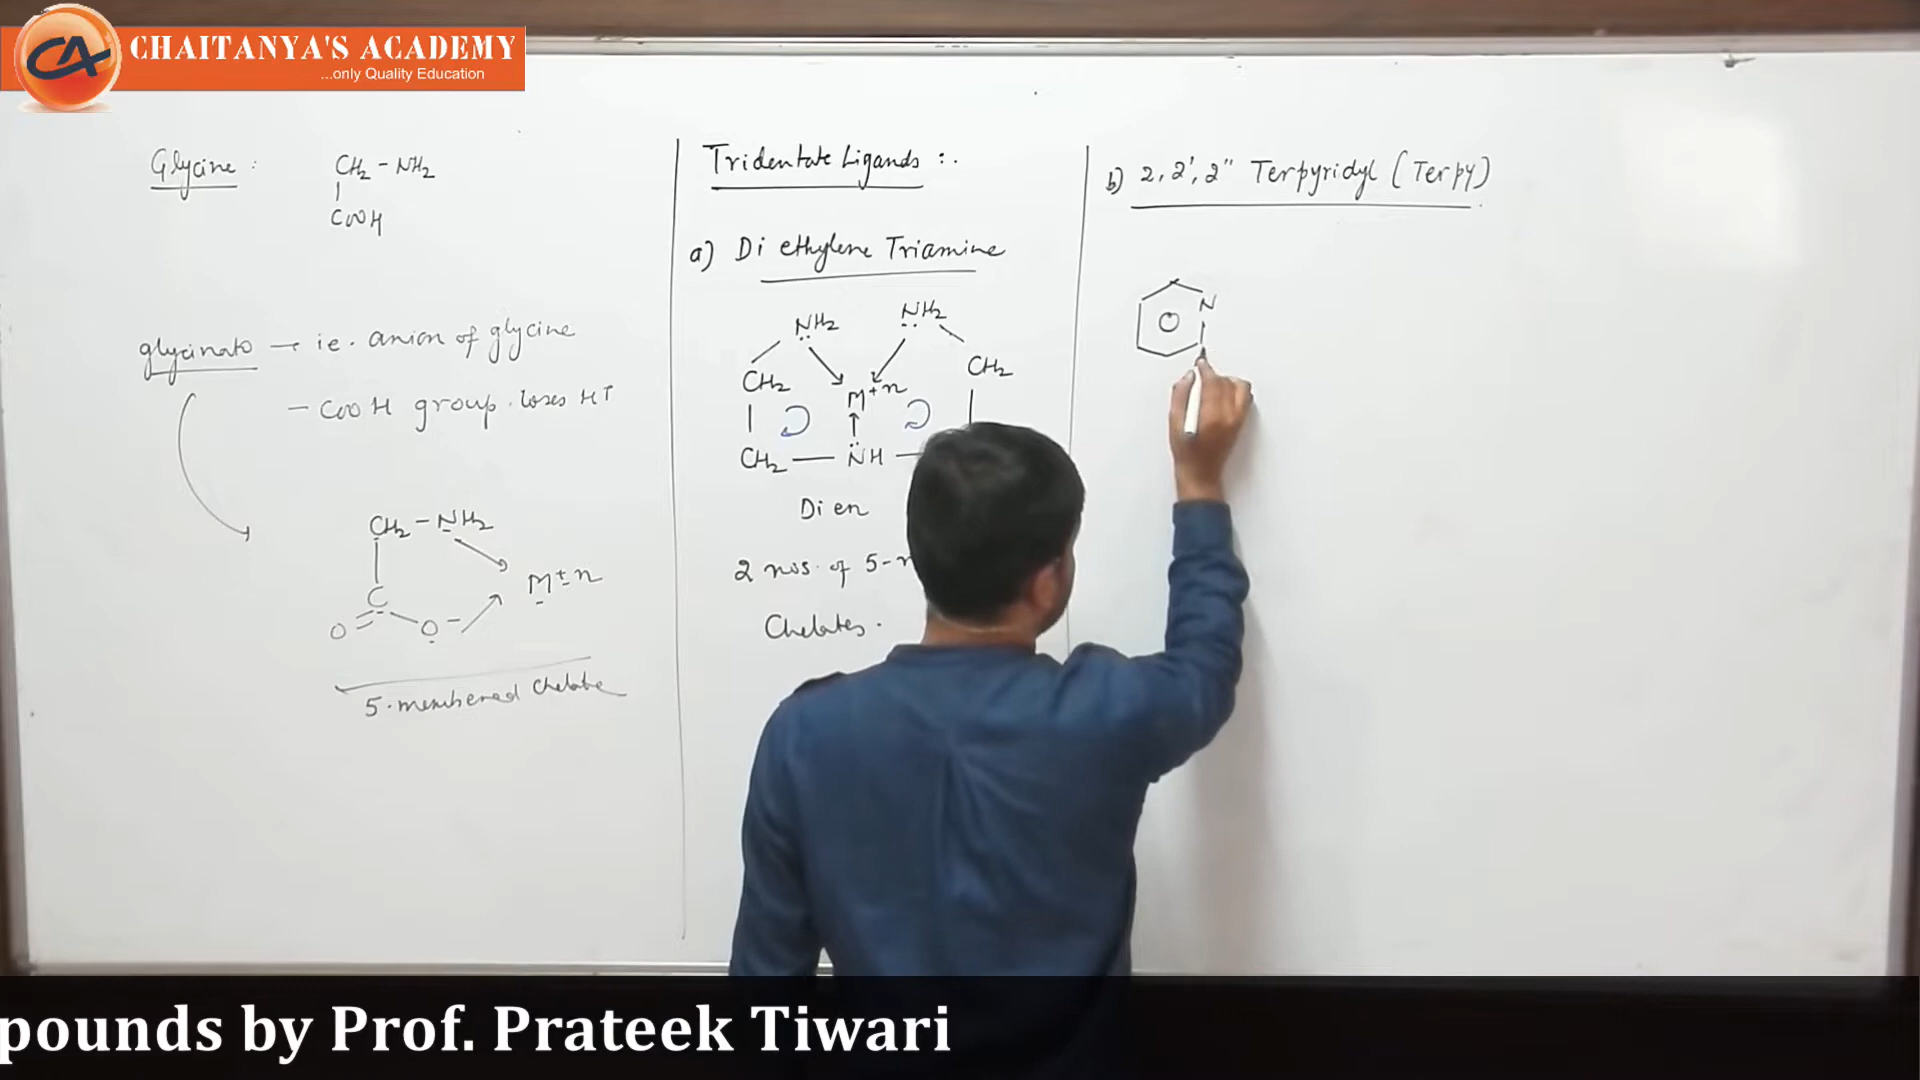 CHAITANYA'S ACADEMY
...only Quality Education
CA
Glycine :
CH2 - NH2
COOH
glycinato → ie. anion of glycine
- COOH group loses H+
CH2 - NH2
C
O
O-
M±n
5-membered Chelate
Tridentate Ligands :.
a) Di ethylene Triamine
NH2
NH2
CH2
M+n
CH2
CH2 — NH —
Di en
2 nos. of 5-
Chelates.
b) 2, 2', 2" Terpyridyl (Terpy)
N
pounds by Prof. Prateek Tiwari